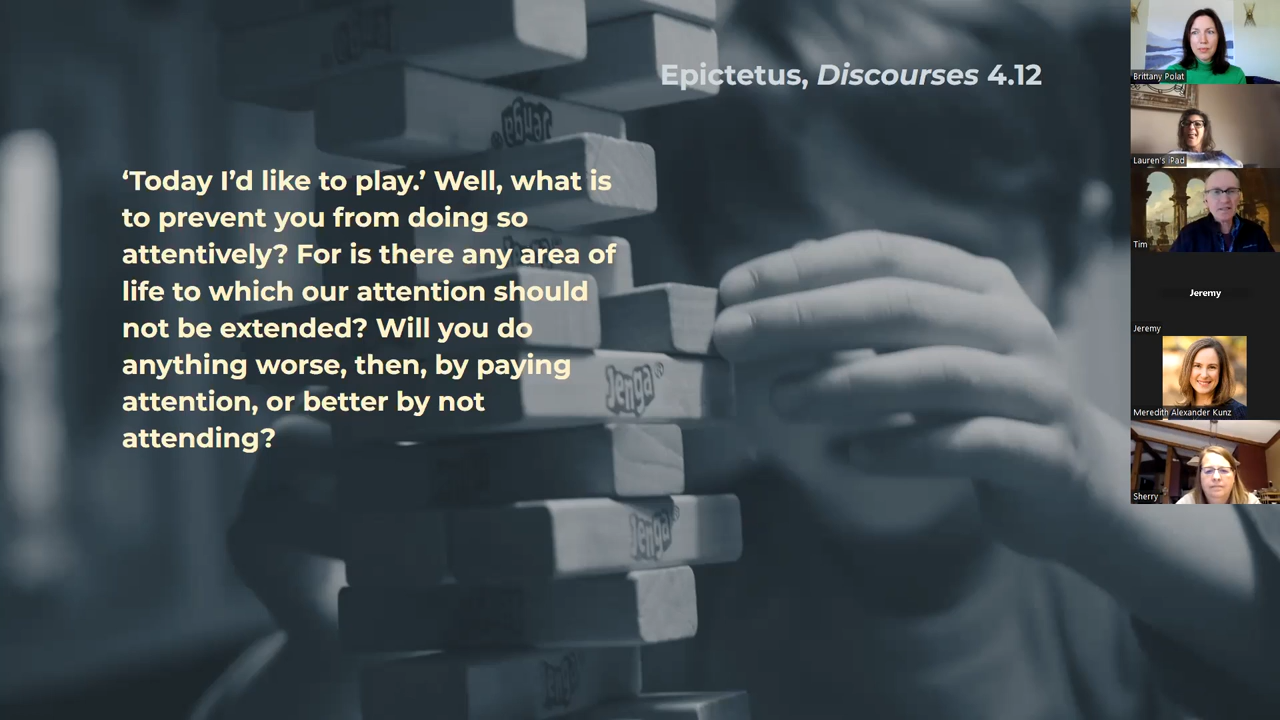 Epictetus, Discourses 4.12
‘Today I’d like to play.’ Well, what is
to prevent you from doing so
attentively? For is there any area of
life to which our attention should
not be extended? Will you do
anything worse, then, by paying
attention, or better by not
attending?
Jenga
Jenga
Jenga
Jenga
Brittany Polat
Lauren's iPad
Tim
Jeremy
Jeremy
Meredith Alexander Kunz
Sherry